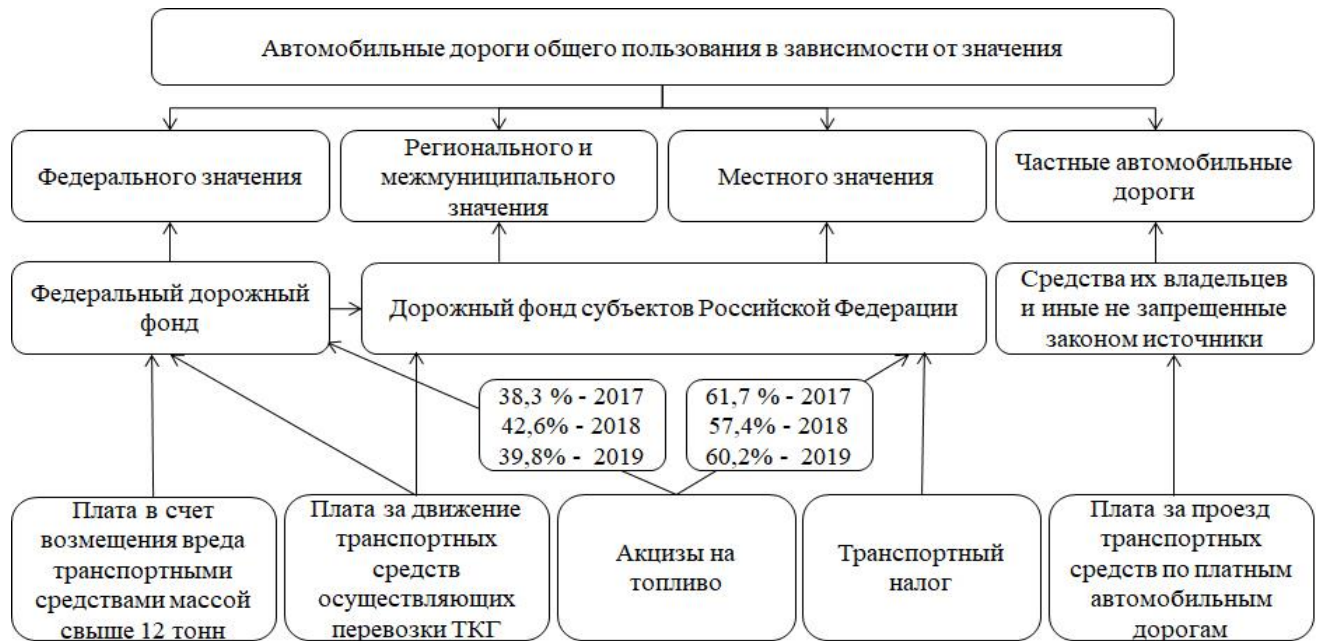 Автомобильные дороги общего пользования в зависимости от значения
Федерального значения
Регионального и
межмуниципального
значения
Местного значения
Частные автомобильные
дороги
Федеральный дорожный
фонд
Дорожный фонд субъектов Российской Федерации
Средства их владельцев
и иные не запрещенные
законом источники
38,3 % - 2017
42,6% - 2018
39,8% - 2019
61,7 % - 2017
57,4% - 2018
60,2% - 2019
Плата в счет
возмещения вреда
транспортными
средствами массой
свыше 12 тонн
Плата за движение
транспортных
средств
осуществляющих
перевозки ТКГ
Акцизы на
топливо
Транспортный
налог
Плата за проезд
транспортных
средств по платным
автомобильным
дорогам